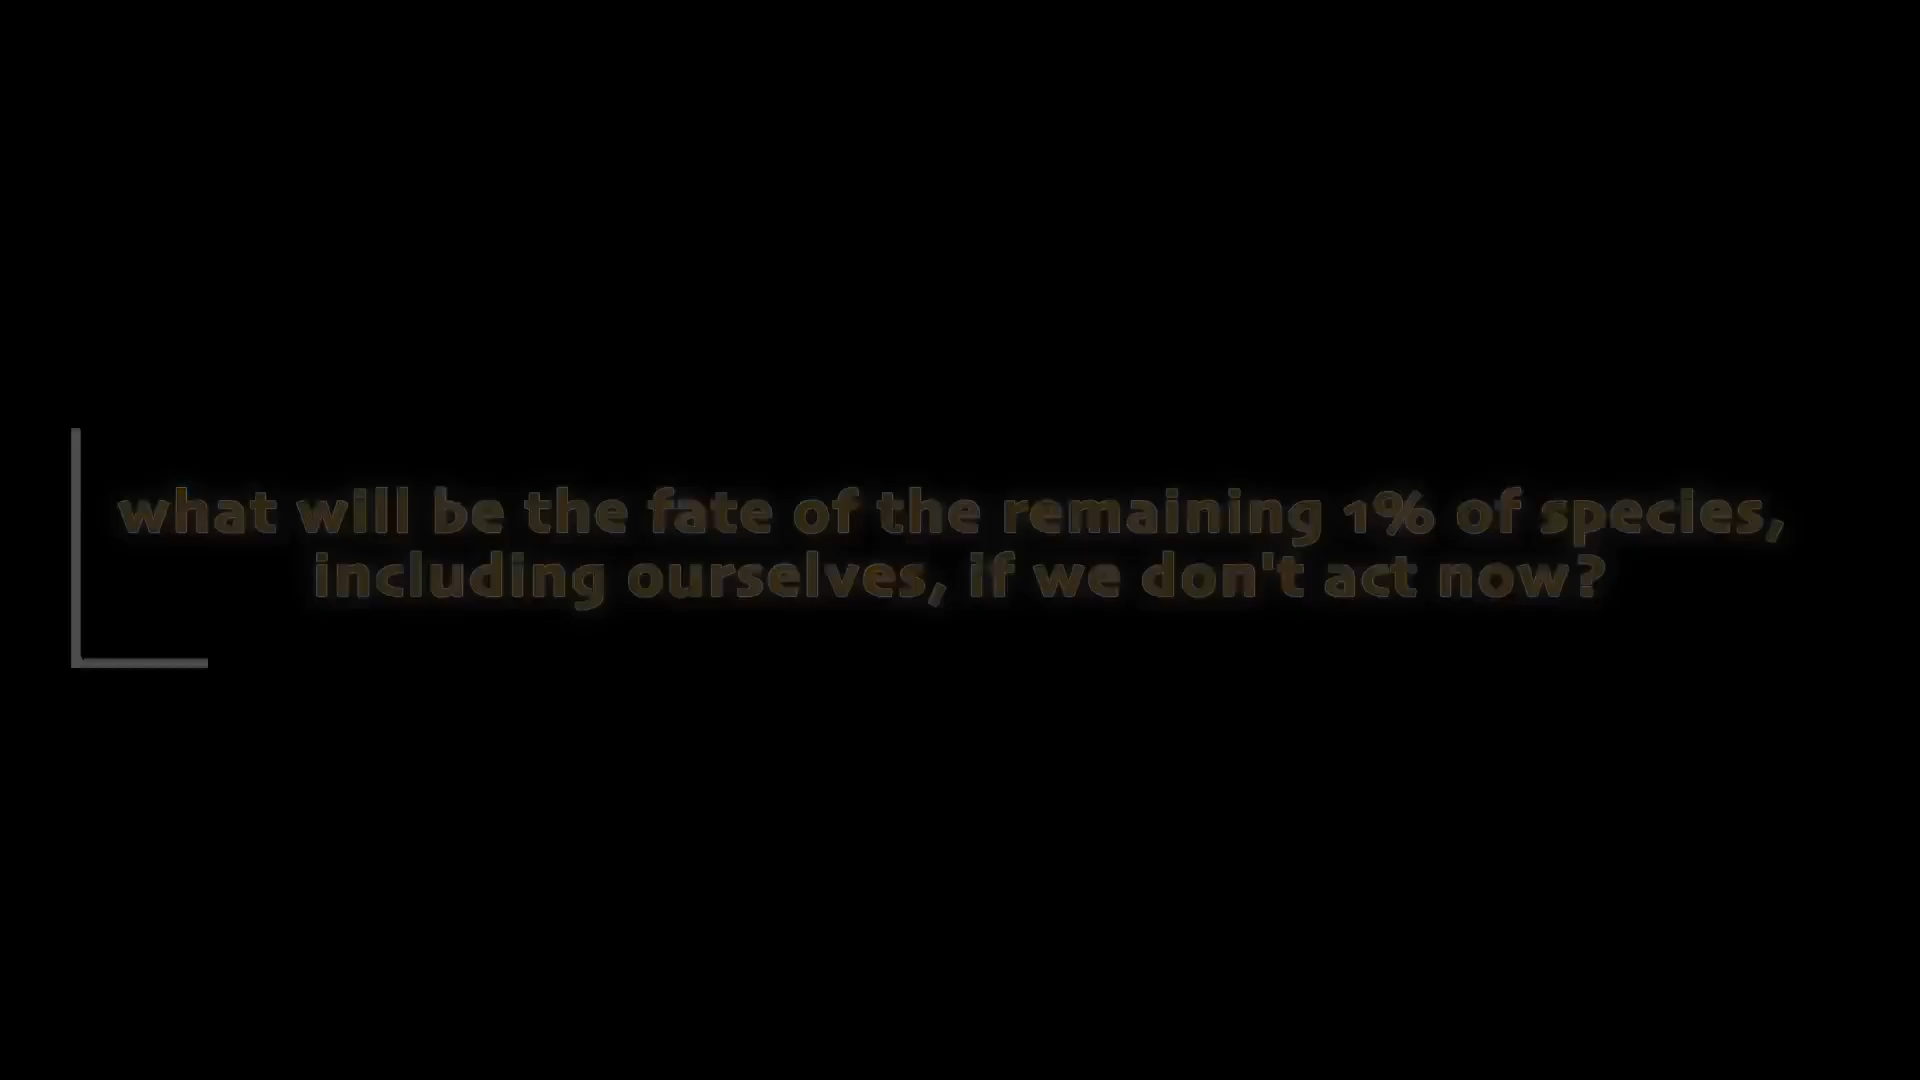 what will be the fate of the remaining 1% of species,
including ourselves, if we don't act now?